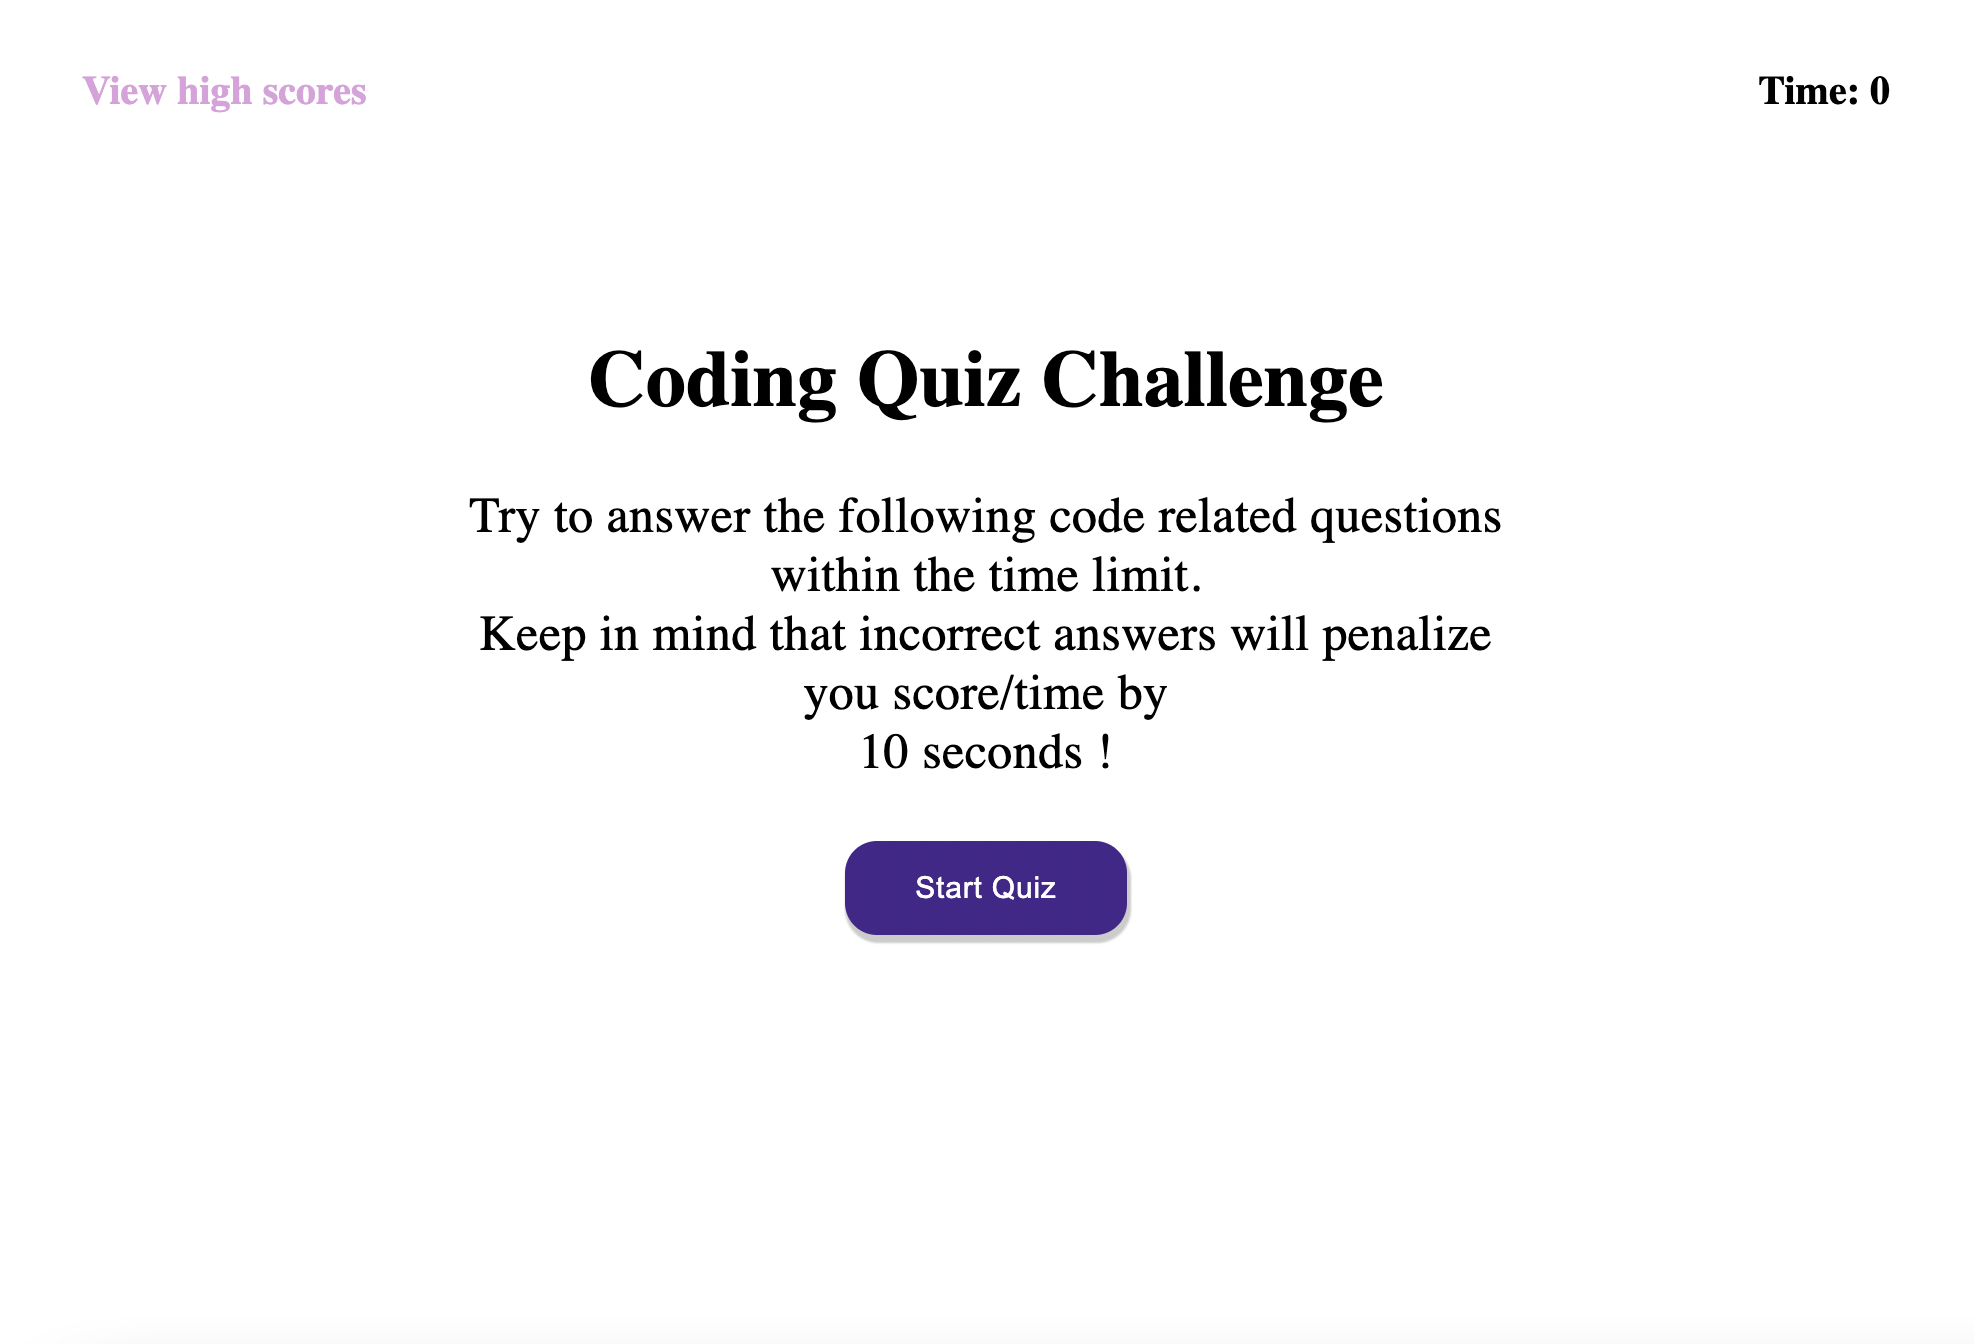 View high scores
Time: 0
Coding Quiz Challenge
Try to answer the following code related questions
within the time limit.
Keep in mind that incorrect answers will penalize
you score/time by
10 seconds !
Start Quiz